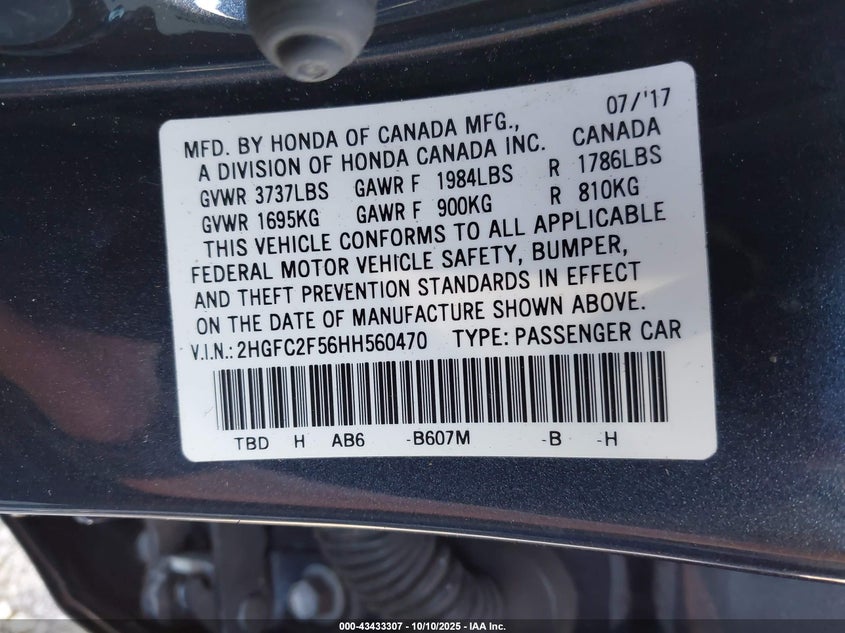 07/'17
MFD. BY HONDA OF CANADA MFG., CANADA
A DIVISION OF HONDA CANADA INC.
GVWR 3737LBS GAWR F 1984LBS R 1786LBS
GVWR 1695KG GAWR F 900KG R 810KG
THIS VEHICLE CONFORMS TO ALL APPLICABLE
FEDERAL MOTOR VEHICLE SAFETY, BUMPER,
AND THEFT PREVENTION STANDARDS IN EFFECT
ON THE DATE OF MANUFACTURE SHOWN ABOVE.
V.I.N.: 2HGFC2F56HH560470 TYPE: PASSENGER CAR
TBD H AB6 -B607M -B -H
000-43433307 - 10/10/2025 - IAA Inc.